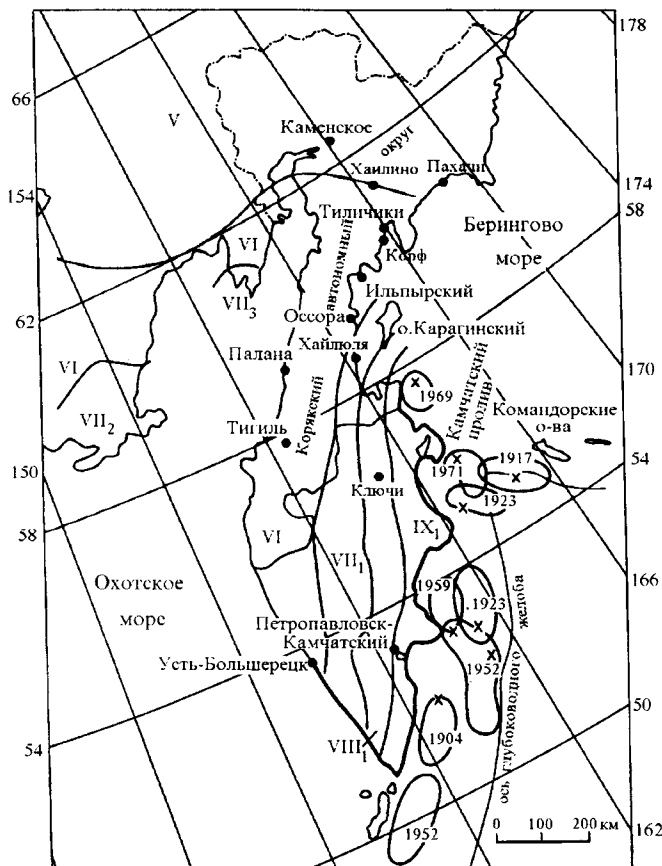 178
66
V
Каменское
округ
Хаилино
Пахачи
174
154
58
Тиличики
Берингово
море
VI
Корф
автономный
VII3
Ильпырский
62
Оссора
о.Карагинский
Хайлюля
170
VI
Палана
1969
Камчатский
пролив
Командорские
о-ва
VII2
Корякский
Тигиль
1971
1917
54
150
Ключи
1923
58
VI
IX1
VII1
Охотское
море
1959
166
.1923
Петропавловск-
Камчатский
Усть-Большерецк
1952
ось глубоководного желоба
50
54
VIII1
1904
1952
0 100 200 км
162